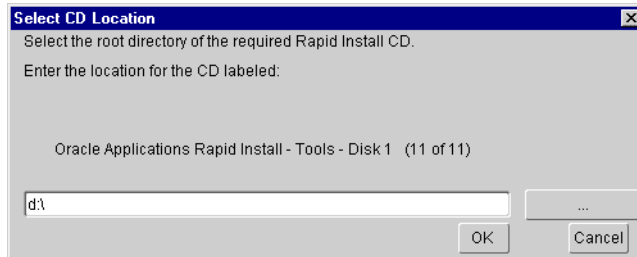 Select CD Location
Select the root directory of the required Rapid Install CD.
Enter the location for the CD labeled:
Oracle Applications Rapid Install - Tools - Disk 1 (11 of 11)
d:\
...
OK
Cancel